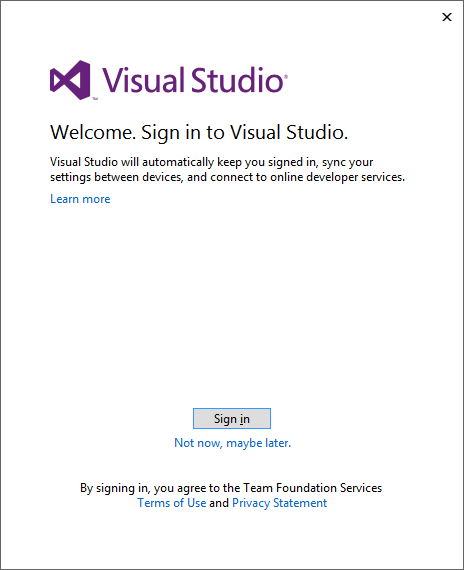 Visual Studio®
Welcome. Sign in to Visual Studio.
Visual Studio will automatically keep you signed in, sync your
settings between devices, and connect to online developer services.
Learn more
Sign in
Not now, maybe later.
By signing in, you agree to the Team Foundation Services
Terms of Use and Privacy Statement